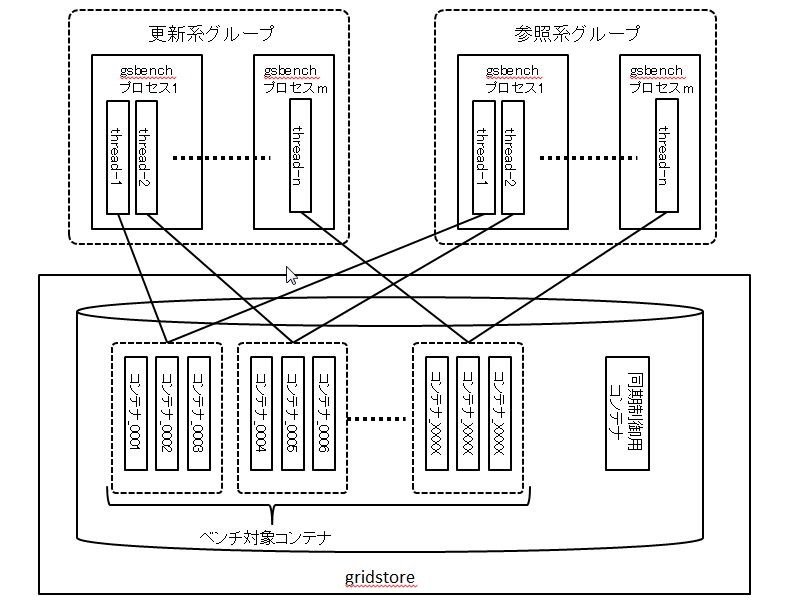 更新系グループ
参照系グループ
gsbench
プロセス1
gsbench
プロセスm
gsbench
プロセス1
gsbench
プロセスm
thread-1
thread-2
thread-n
thread-1
thread-2
thread-n
コンテナ_0001
コンテナ_0002
コンテナ_0003
コンテナ_0004
コンテナ_0005
コンテナ_0006
コンテナ_XXXX
コンテナ_XXXX
コンテナ_XXXX
同期制御用
コンテナ
ベンチ対象コンテナ
gridstore